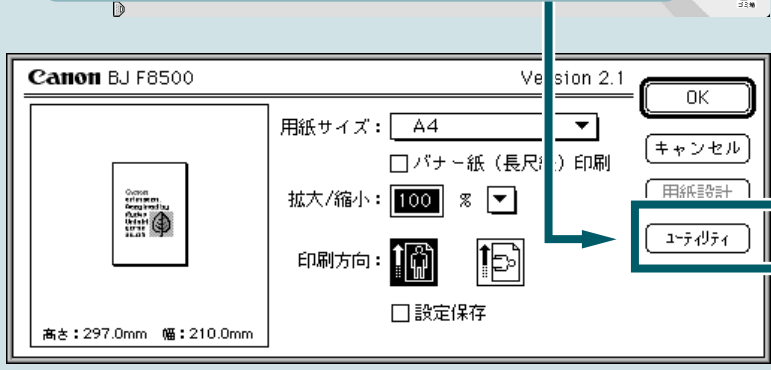 ゴミ箱
Canon BJ F8500
Version 2.1
OK
用紙サイズ: A4
キャンセル
バナー紙(長尺紙)印刷
用紙設計
拡大/縮小: 100 %
ユーティリティ
印刷方向:
設定保存
高さ:297.0mm 幅:210.0mm